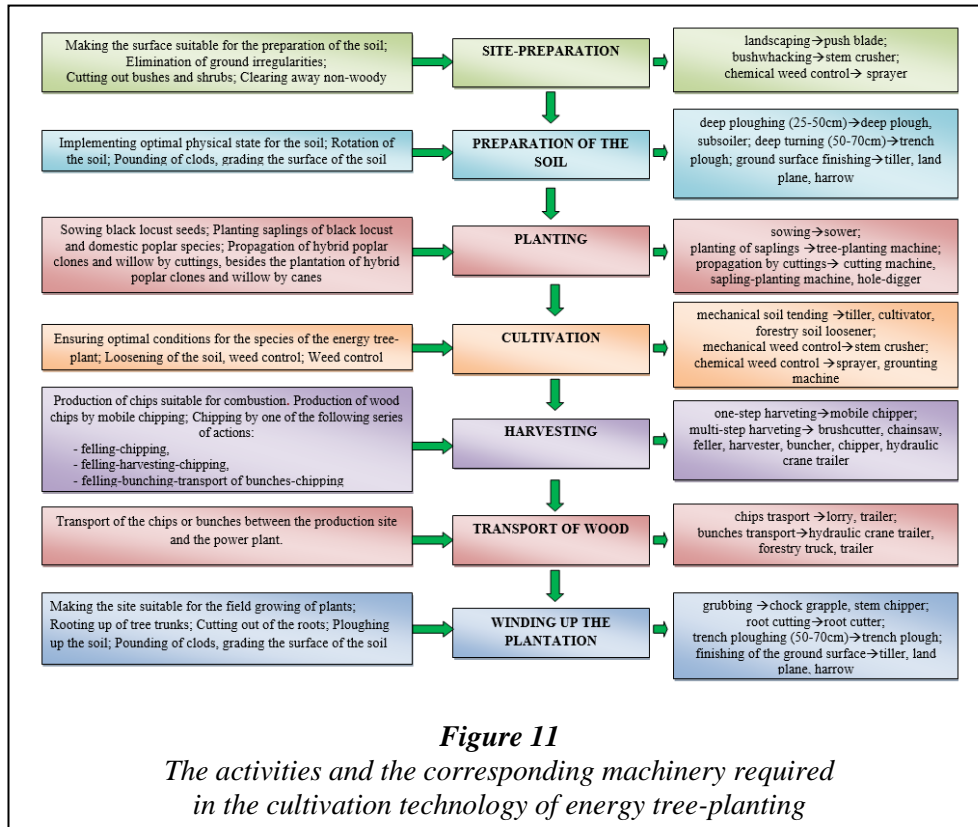 Making the surface suitable for the preparation of the soil;
Elimination of ground irregularities;
Cutting out bushes and shrubs; Clearing away non-woody
SITE-PREPARATION
landscaping→push blade;
bushwhacking→stem crusher;
chemical weed control→ sprayer
Implementing optimal physical state for the soil; Rotation of
the soil; Pounding of clods, grading the surface of the soil
PREPARATION OF THE
SOIL
deep ploughing (25-50cm)→deep plough,
subsoiler; deep turning (50-70cm)→trench
plough; ground surface finishing→tiller, land
plane, harrow
Sowing black locust seeds; Planting saplings of black locust
and domestic poplar species; Propagation of hybrid poplar
clones and willow by cuttings, besides the plantation of hybrid
poplar clones and willow by canes
PLANTING
sowing→sower;
planting of saplings →tree-planting machine;
propagation by cuttings→ cutting machine,
sapling-planting machine, hole-digger
Ensuring optimal conditions for the species of the energy tree-
plant; Loosening of the soil, weed control; Weed control
CULTIVATION
mechanical soil tending→tiller, cultivator,
forestry soil loosener;
mechanical weed control→stem crusher;
chemical weed control →sprayer, grounting
machine
Production of chips suitable for combustion. Production of wood
chips by mobile chipping; Chipping by one of the following series
of actions:
- felling-chipping,
- felling-harvesting-chipping,
- felling-bunching-transport of bunches-chipping
HARVESTING
one-step harveting→mobile chipper;
multi-step harveting→ brushcutter, chainsaw,
feller, harvester, buncher, chipper, hydraulic
crane trailer
Transport of the chips or bunches between the production site
and the power plant.
TRANSPORT OF WOOD
chips trasport →lorry, trailer;
bunches transport→hydraulic crane trailer,
forestry truck, trailer
Making the site suitable for the field growing of plants;
Rooting up of tree trunks; Cutting out of the roots; Ploughing
up the soil; Pounding of clods, grading the surface of the soil
WINDING UP THE
PLANTATION
grubbing →chock grapple, stem chipper;
root cutting→root cutter;
trench ploughing (50-70cm)→trench plough;
finishing of the ground surface→tiller, land
plane, harrow
Figure 11
The activities and the corresponding machinery required
in the cultivation technology of energy tree-planting